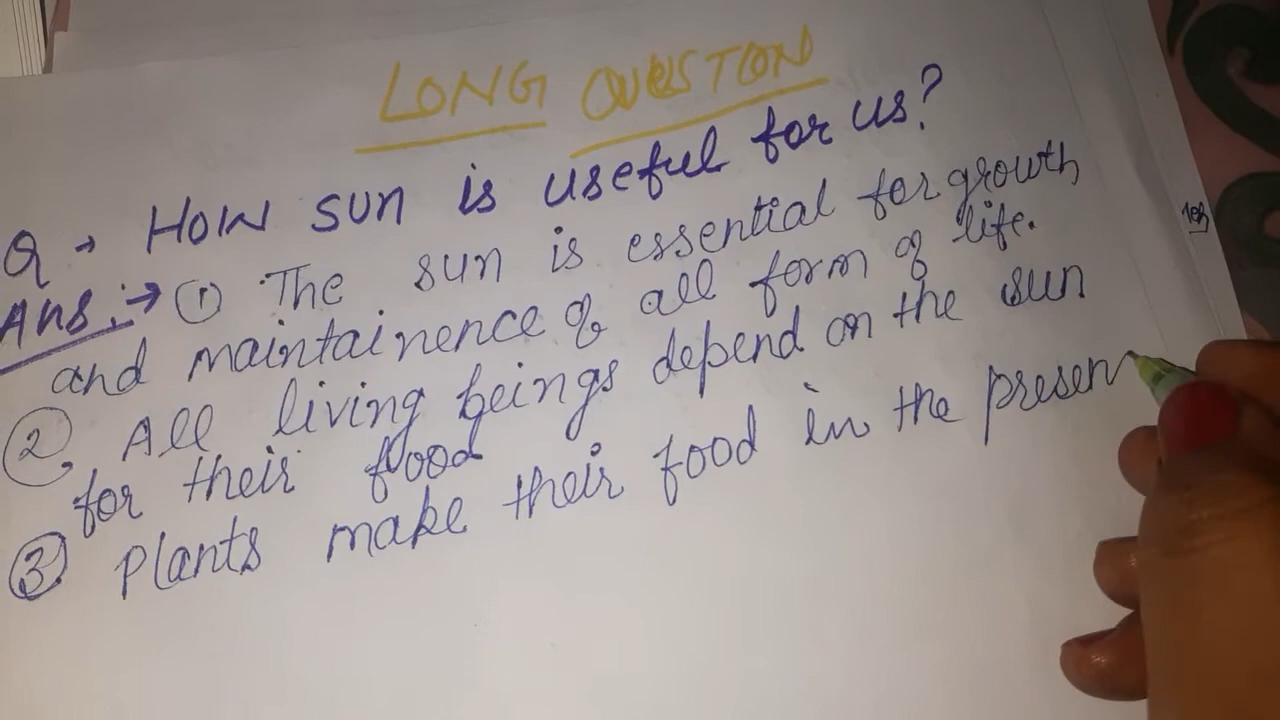 LONG QUESTON
Q → HOW SUN is useful for us?
Ans :→ ① The sun is essential for growth
and maintainence of all form of life.
② All living beings depend on the sun
for their food
③ Plants make their food in the presen